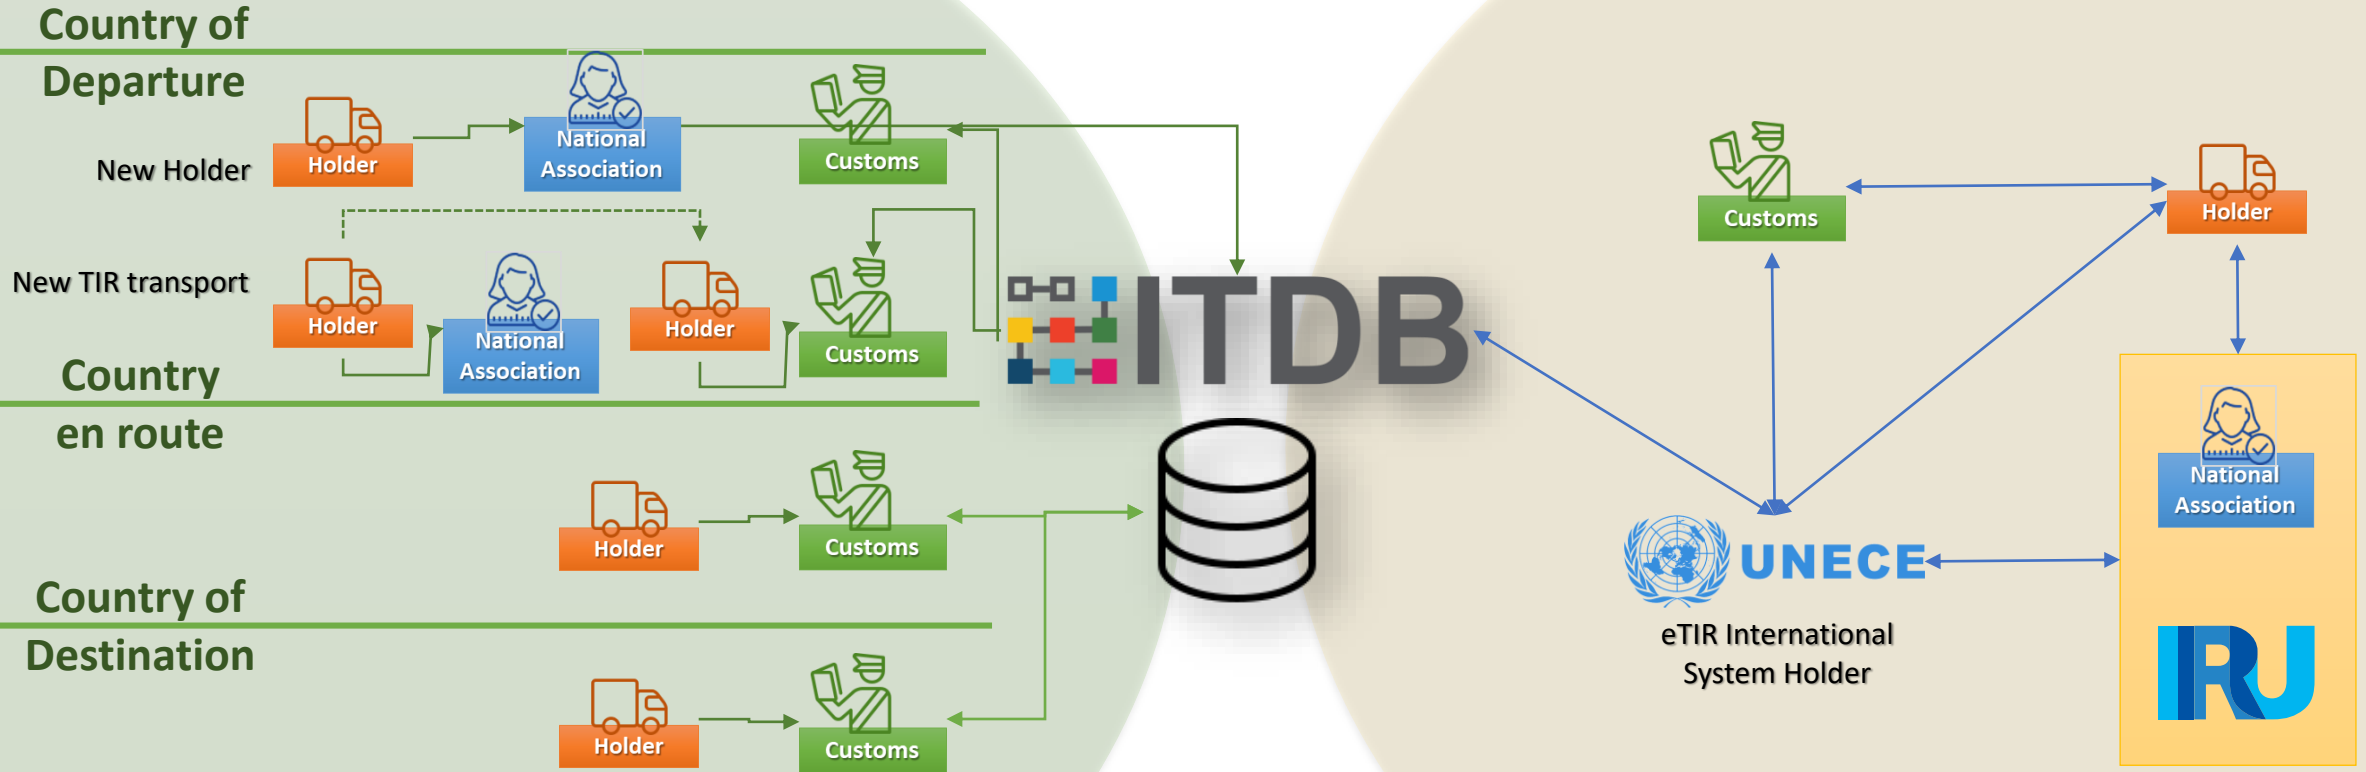 Country of
Departure
New Holder
Holder
National
Association
Customs
New TIR transport
Holder
National
Association
Holder
Customs
Country
en route
Holder
Customs
Country of
Destination
Holder
Customs
ITDB
Customs
Holder
National
Association
UNECE
eTIR International
System Holder
IRU